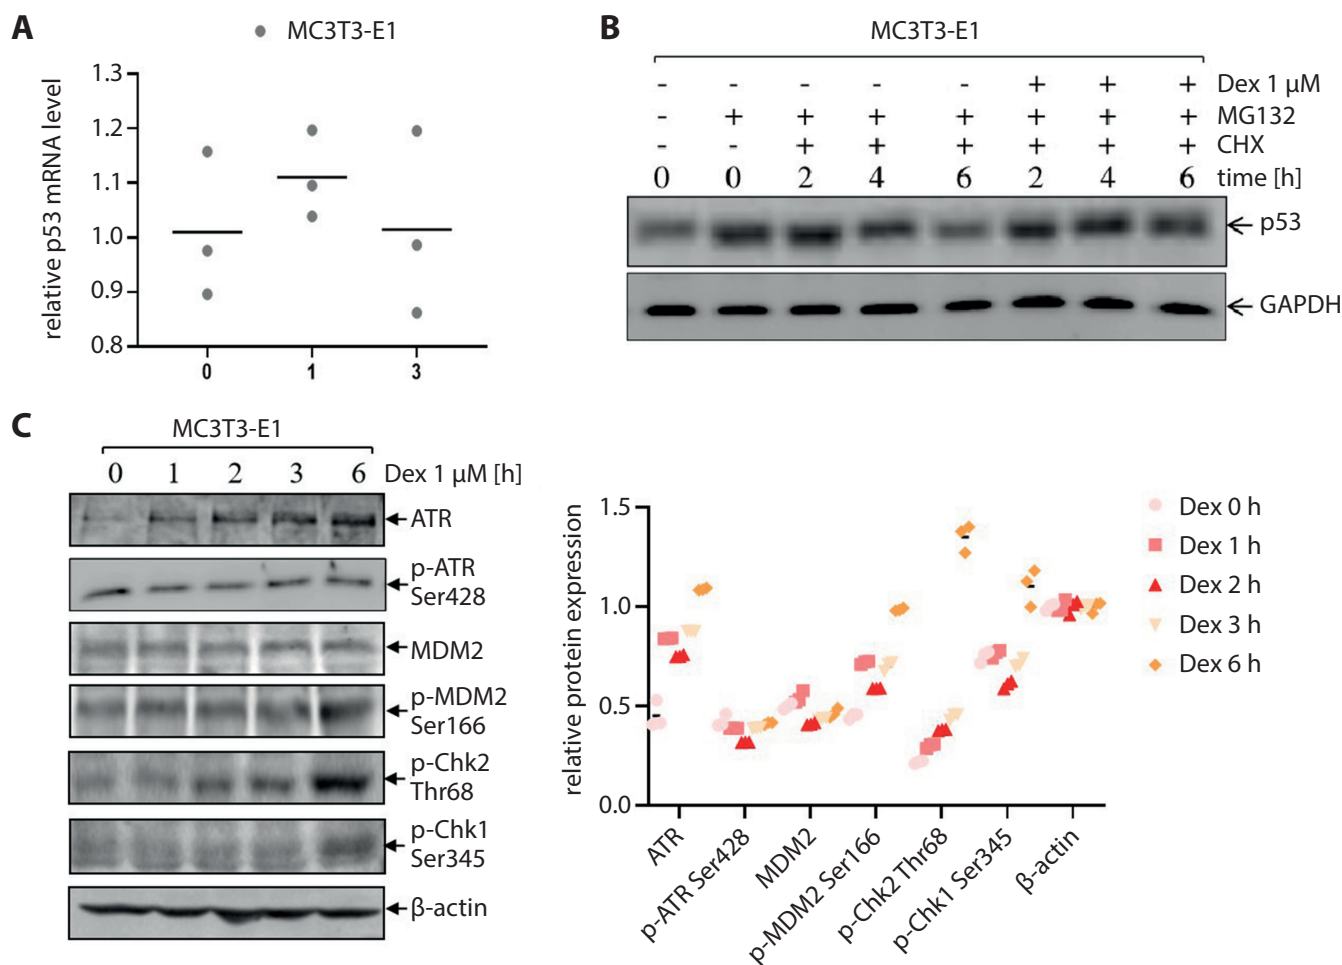 A
MC3T3-E1
relative p53 mRNA level
1.3
1.2
1.1
1.0
0.9
0.8
0 1 3
B
MC3T3-E1
- - - - - + + + Dex 1 µM
- + + + + + + + MG132
- - + + + + + + CHX
0 0 2 4 6 2 4 6 time [h]
p53
GAPDH
C
MC3T3-E1
0 1 2 3 6 Dex 1 µM [h]
ATR
p-ATR
Ser428
MDM2
p-MDM2
Ser166
p-Chk2
Thr68
p-Chk1
Ser345
β-actin
relative protein expression
1.5
1.0
0.5
0.0
ATR
p-ATR Ser428
MDM2
p-MDM2 Ser166
p-Chk2 Thr68
p-Chk1 Ser345
β-actin
Dex 0 h
Dex 1 h
Dex 2 h
Dex 3 h
Dex 6 h